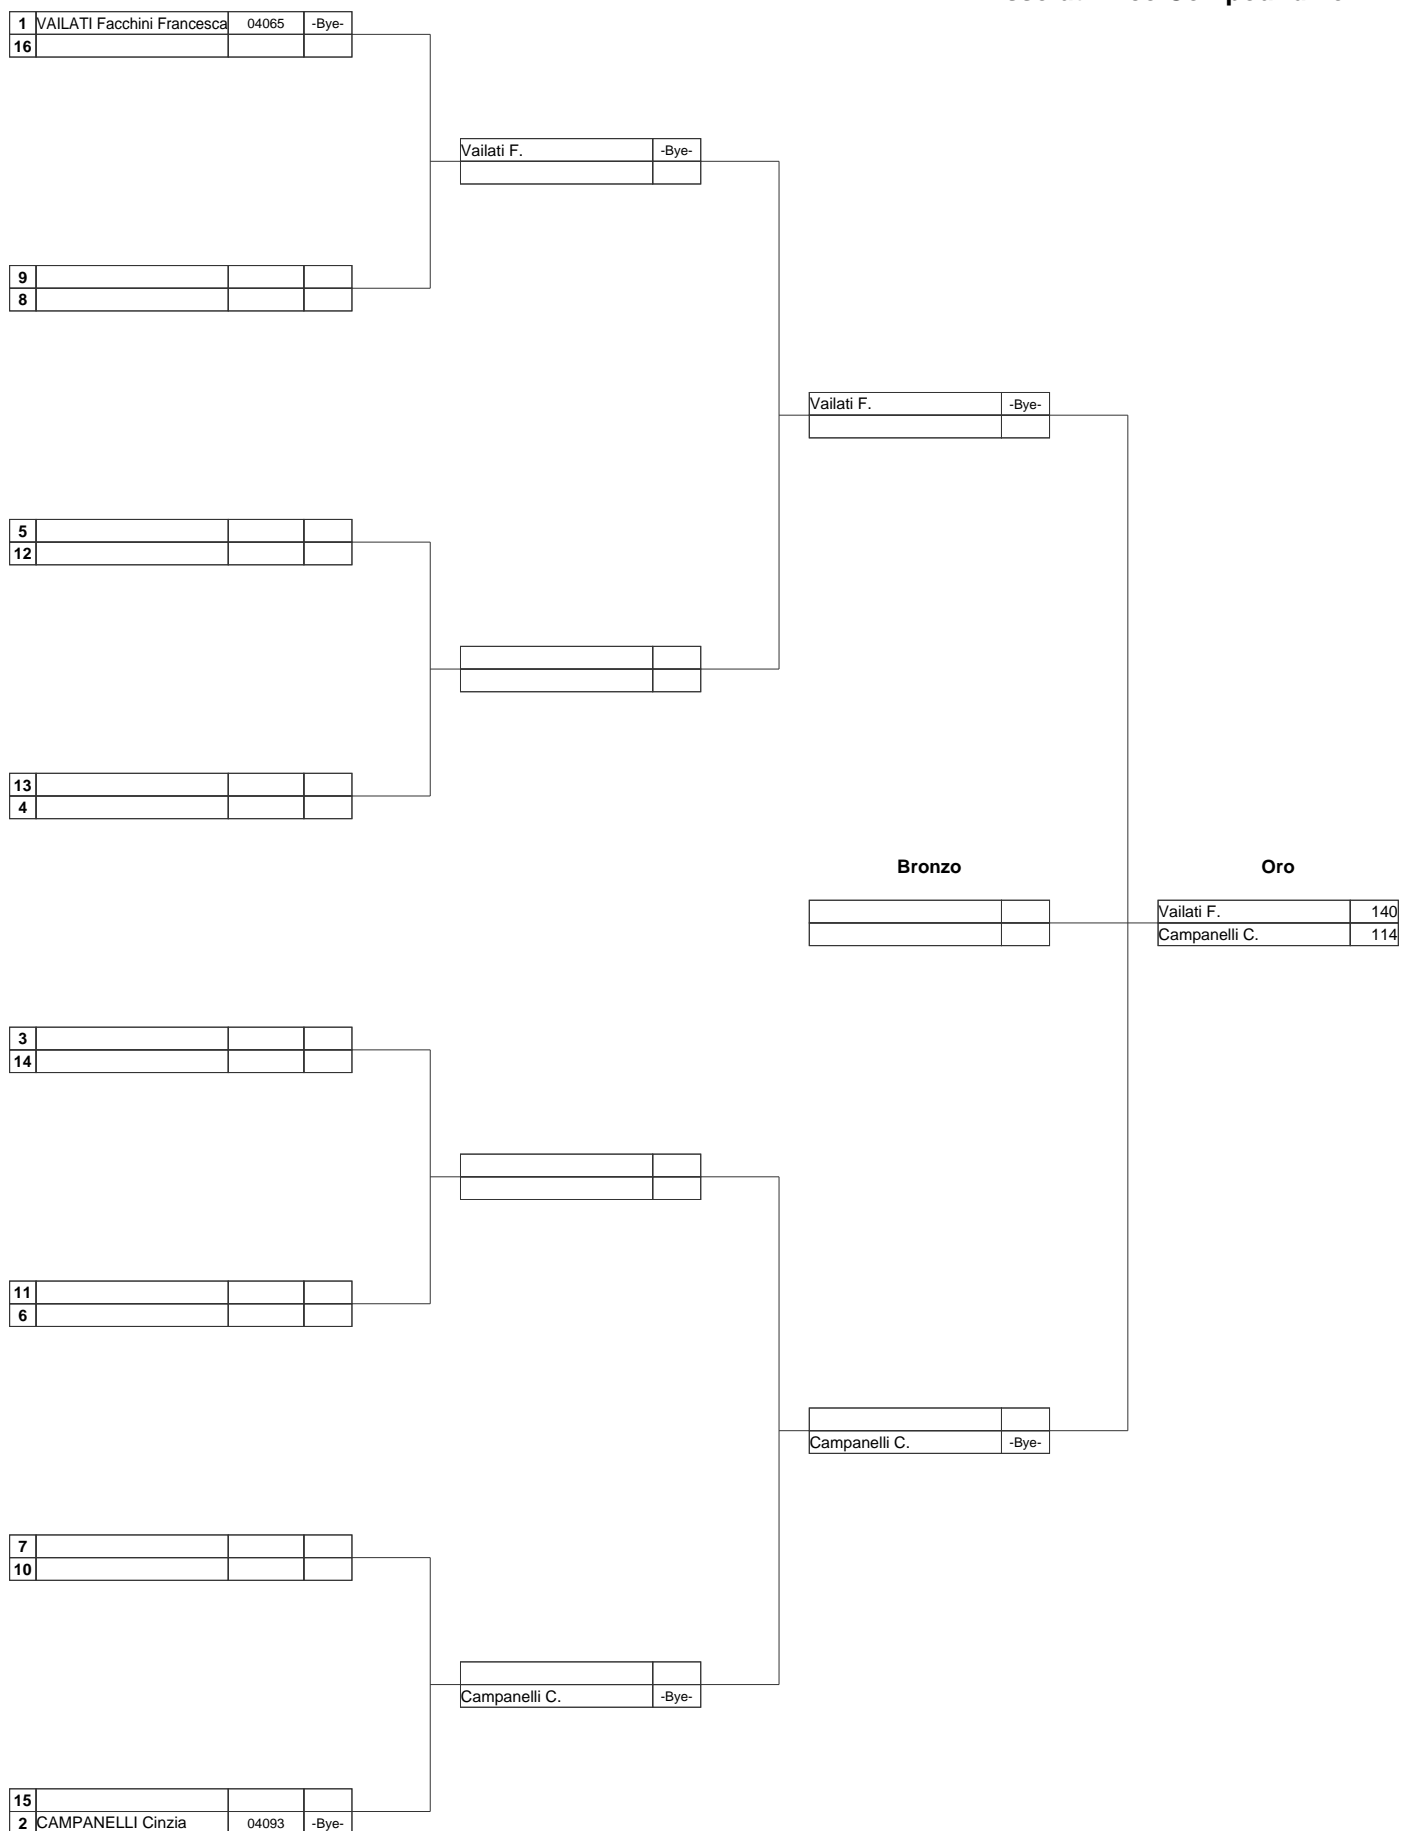 1 VAILATI Facchini Francesca 04065 -Bye-
16
Vailati F. -Bye-
9
8
Vailati F. -Bye-
5
12
13
4
Bronzo Oro
Vailati F. 140
Campanelli C. 114
3
14
11
6
Campanelli C. -Bye-
7
10
Campanelli C. -Bye-
15
2 CAMPANELLI Cinzia 04093 -Bye-